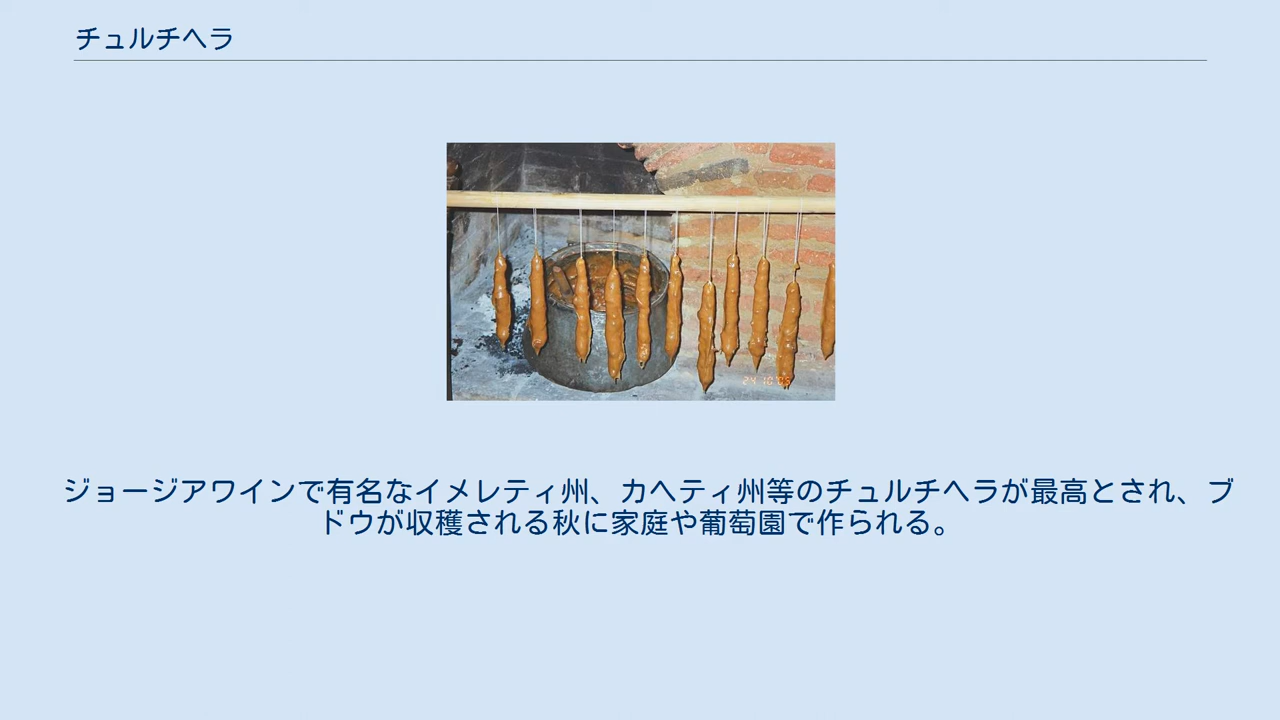 チュルチヘラ
24 10 '05
ジョージアワインで有名なイメレティ州、カヘティ州等のチュルチヘラが最高とされ、ブ
ドウが収穫される秋に家庭や葡萄園で作られる。